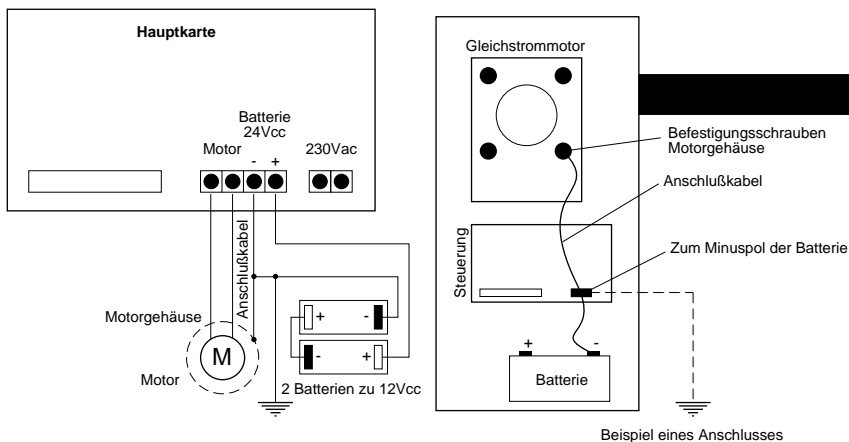 Hauptkarte
Batterie
24Vcc
Motor
- +
230Vac
Anschlußkabel
Motorgehäuse
M
Motor
+ -
- +
2 Batterien zu 12Vcc
Gleichstrommotor
Befestigungsschrauben
Motorgehäuse
Anschlußkabel
Steuerung
Zum Minuspol der Batterie
+ -
Batterie
Beispiel eines Anschlusses